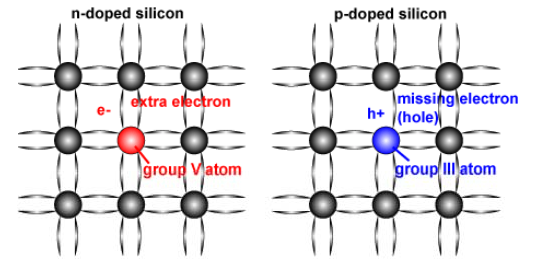 n-doped silicon
e-
extra electron
group V atom
p-doped silicon
h+
missing electron
(hole)
group III atom